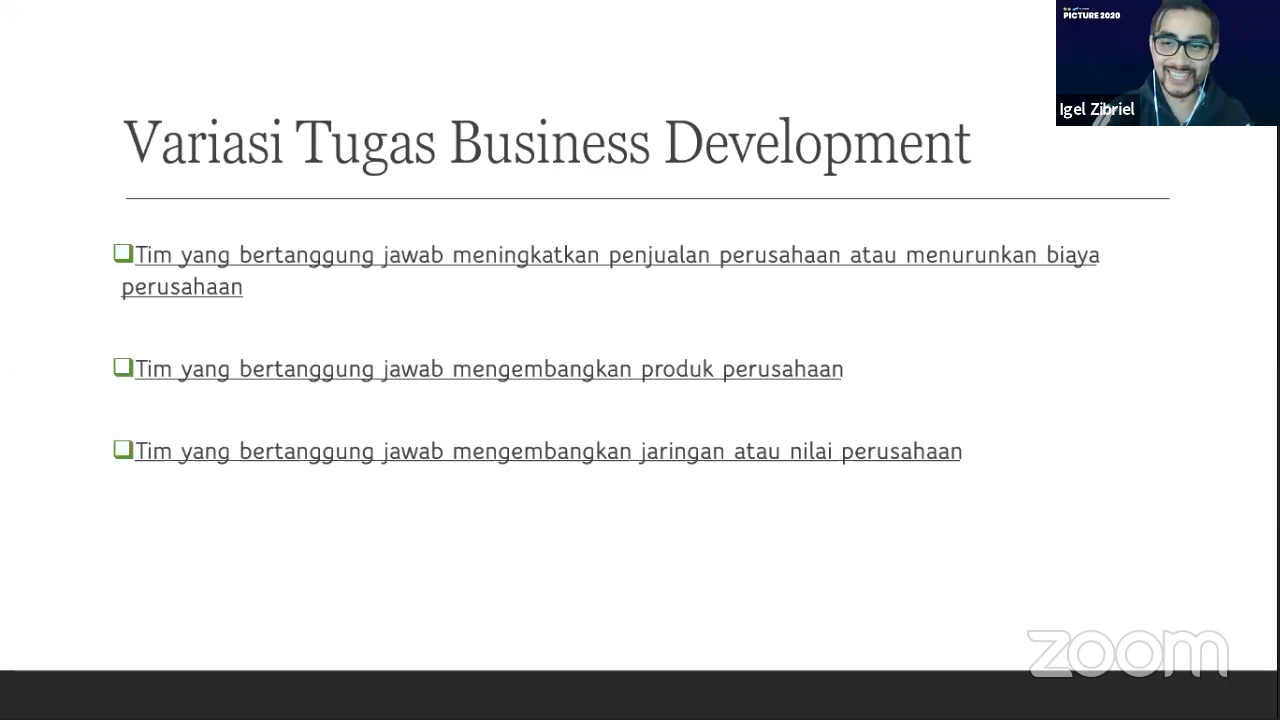 PICTURE 2020
Igel Zibriel
Variasi Tugas Business Development
Tim yang bertanggung jawab meningkatkan penjualan perusahaan atau menurunkan biaya
perusahaan
Tim yang bertanggung jawab mengembangkan produk perusahaan
Tim yang bertanggung jawab mengembangkan jaringan atau nilai perusahaan
zoom